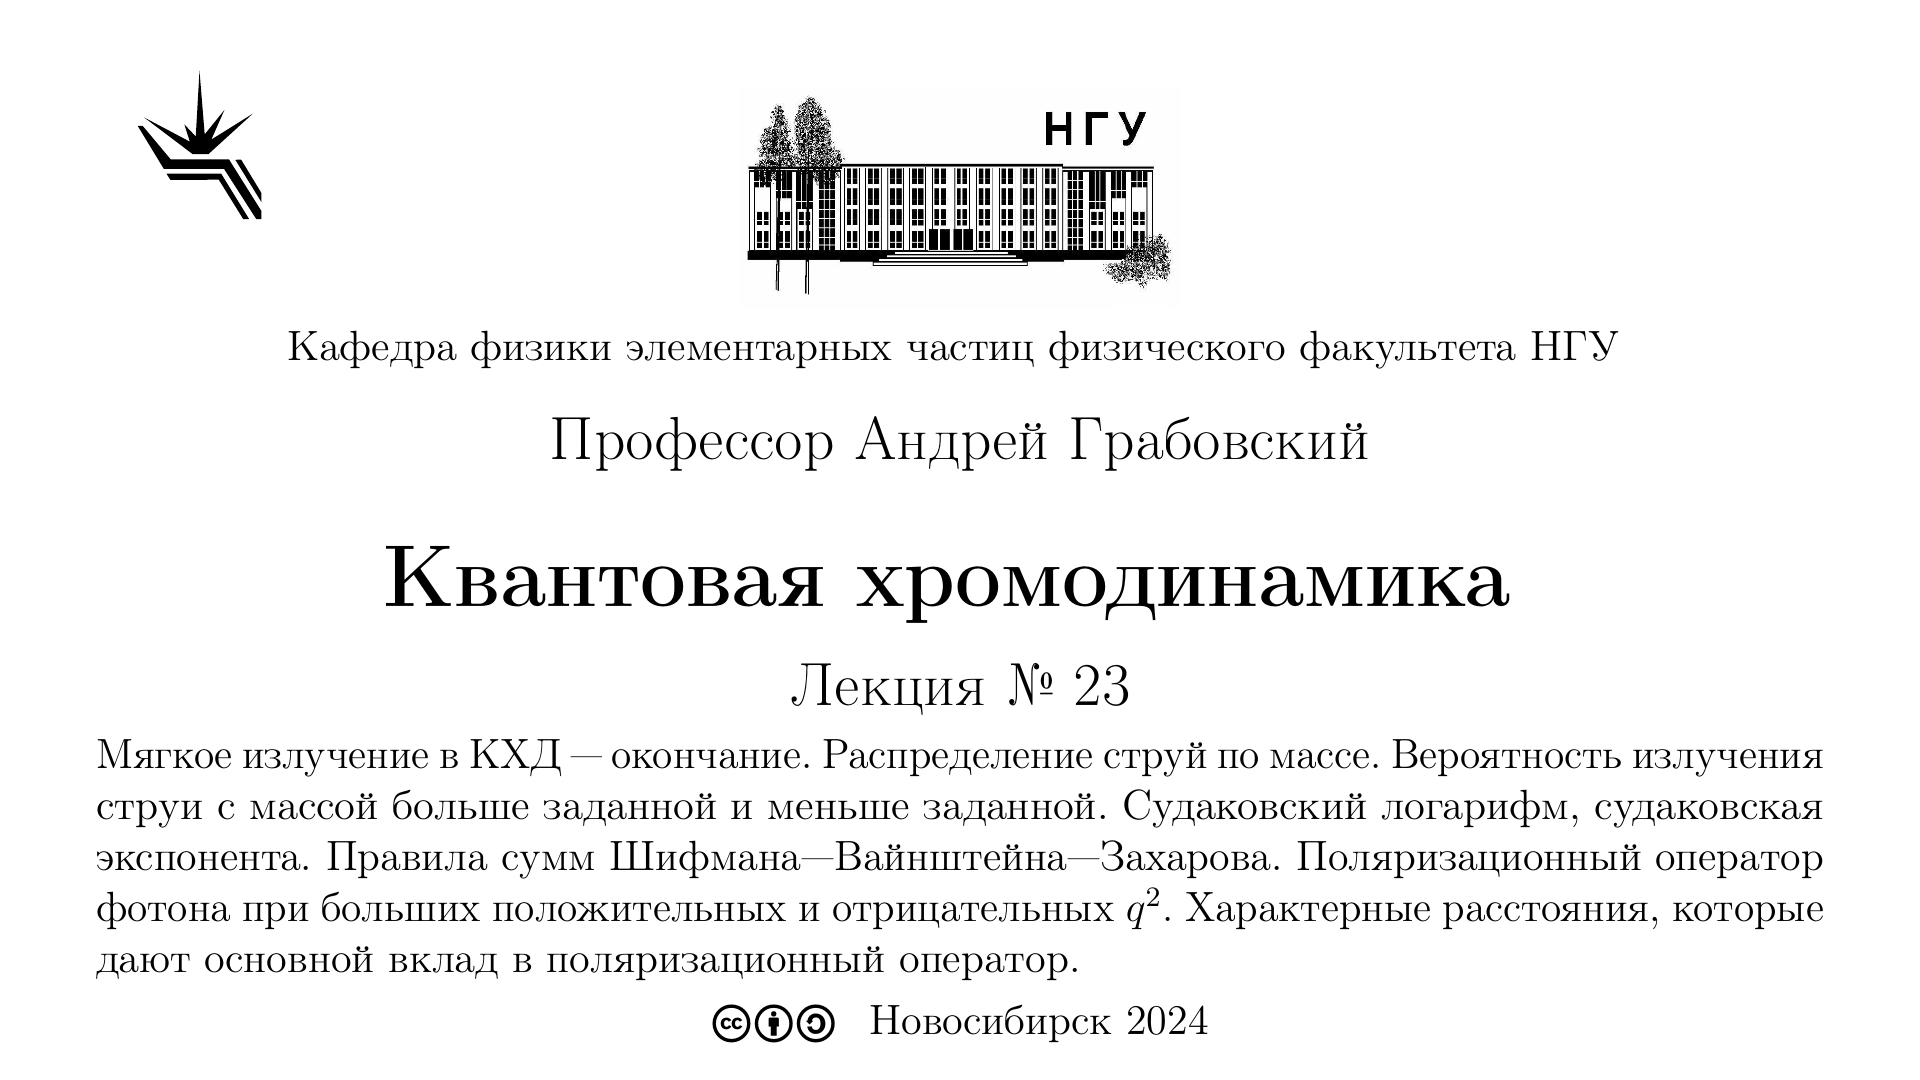 НГУ
Кафедра физики элементарных частиц физического факультета НГУ
Профессор Андрей Грабовский
Квантовая хромодинамика
Лекция № 23
Мягкое излучение в КХД — окончание. Распределение струй по массе. Вероятность излучения
струи с массой больше заданной и меньше заданной. Судаковский логарифм, судаковская
экспонента. Правила сумм Шифмана—Вайнштейна—Захарова. Поляризационный оператор
фотона при больших положительных и отрицательных q². Характерные расстояния, которые
дают основной вклад в поляризационный оператор.
cc Новосибирск 2024